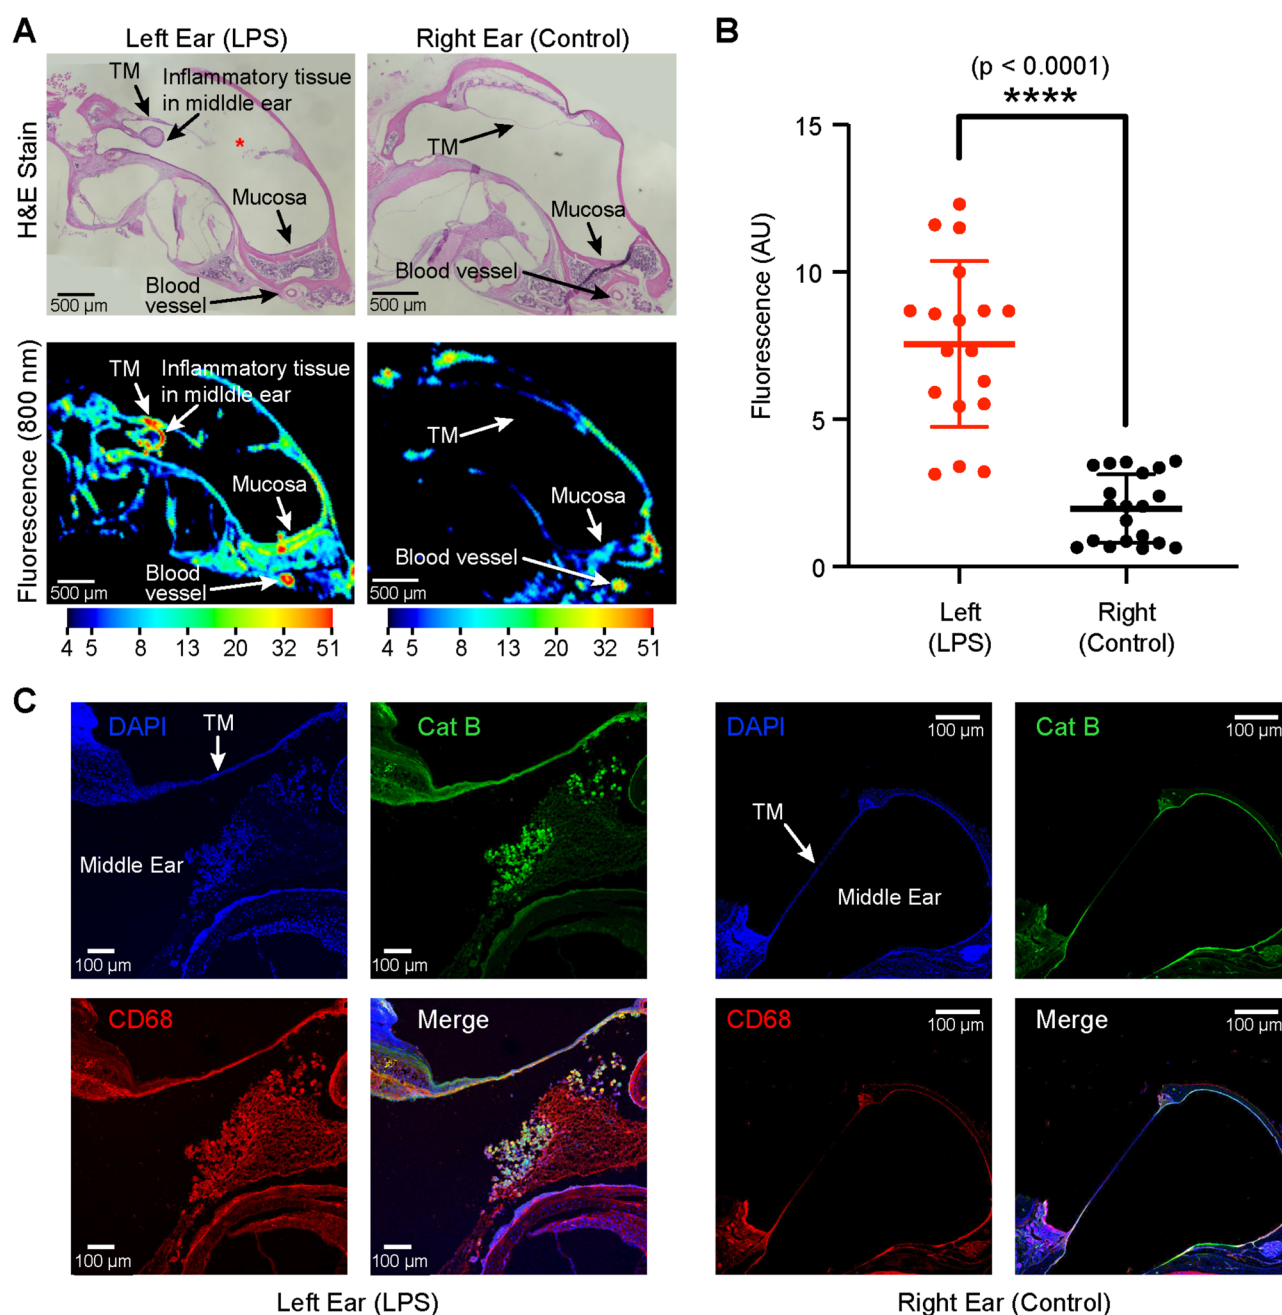 A
Left Ear (LPS)
Right Ear (Control)
H&E Stain
TM
Inflammatory tissue
in midldle ear
*
Mucosa
Blood
vessel
500 µm
TM
Mucosa
Blood vessel
500 µm
Fluorescence (800 nm)
TM
Inflammatory tissue
in midldle ear
Mucosa
Blood
vessel
500 µm
TM
Mucosa
Blood vessel
500 µm
4 5 8 13 20 32 51
4 5 8 13 20 32 51
B
(p < 0.0001)
****
Fluorescence (AU)
15
10
5
0
Left
(LPS)
Right
(Control)
C
DAPI
TM
Middle Ear
100 µm
Cat B
100 µm
DAPI
100 µm
TM
Middle Ear
Cat B
100 µm
CD68
100 µm
Merge
100 µm
CD68
100 µm
Merge
100 µm
Left Ear (LPS)
Right Ear (Control)